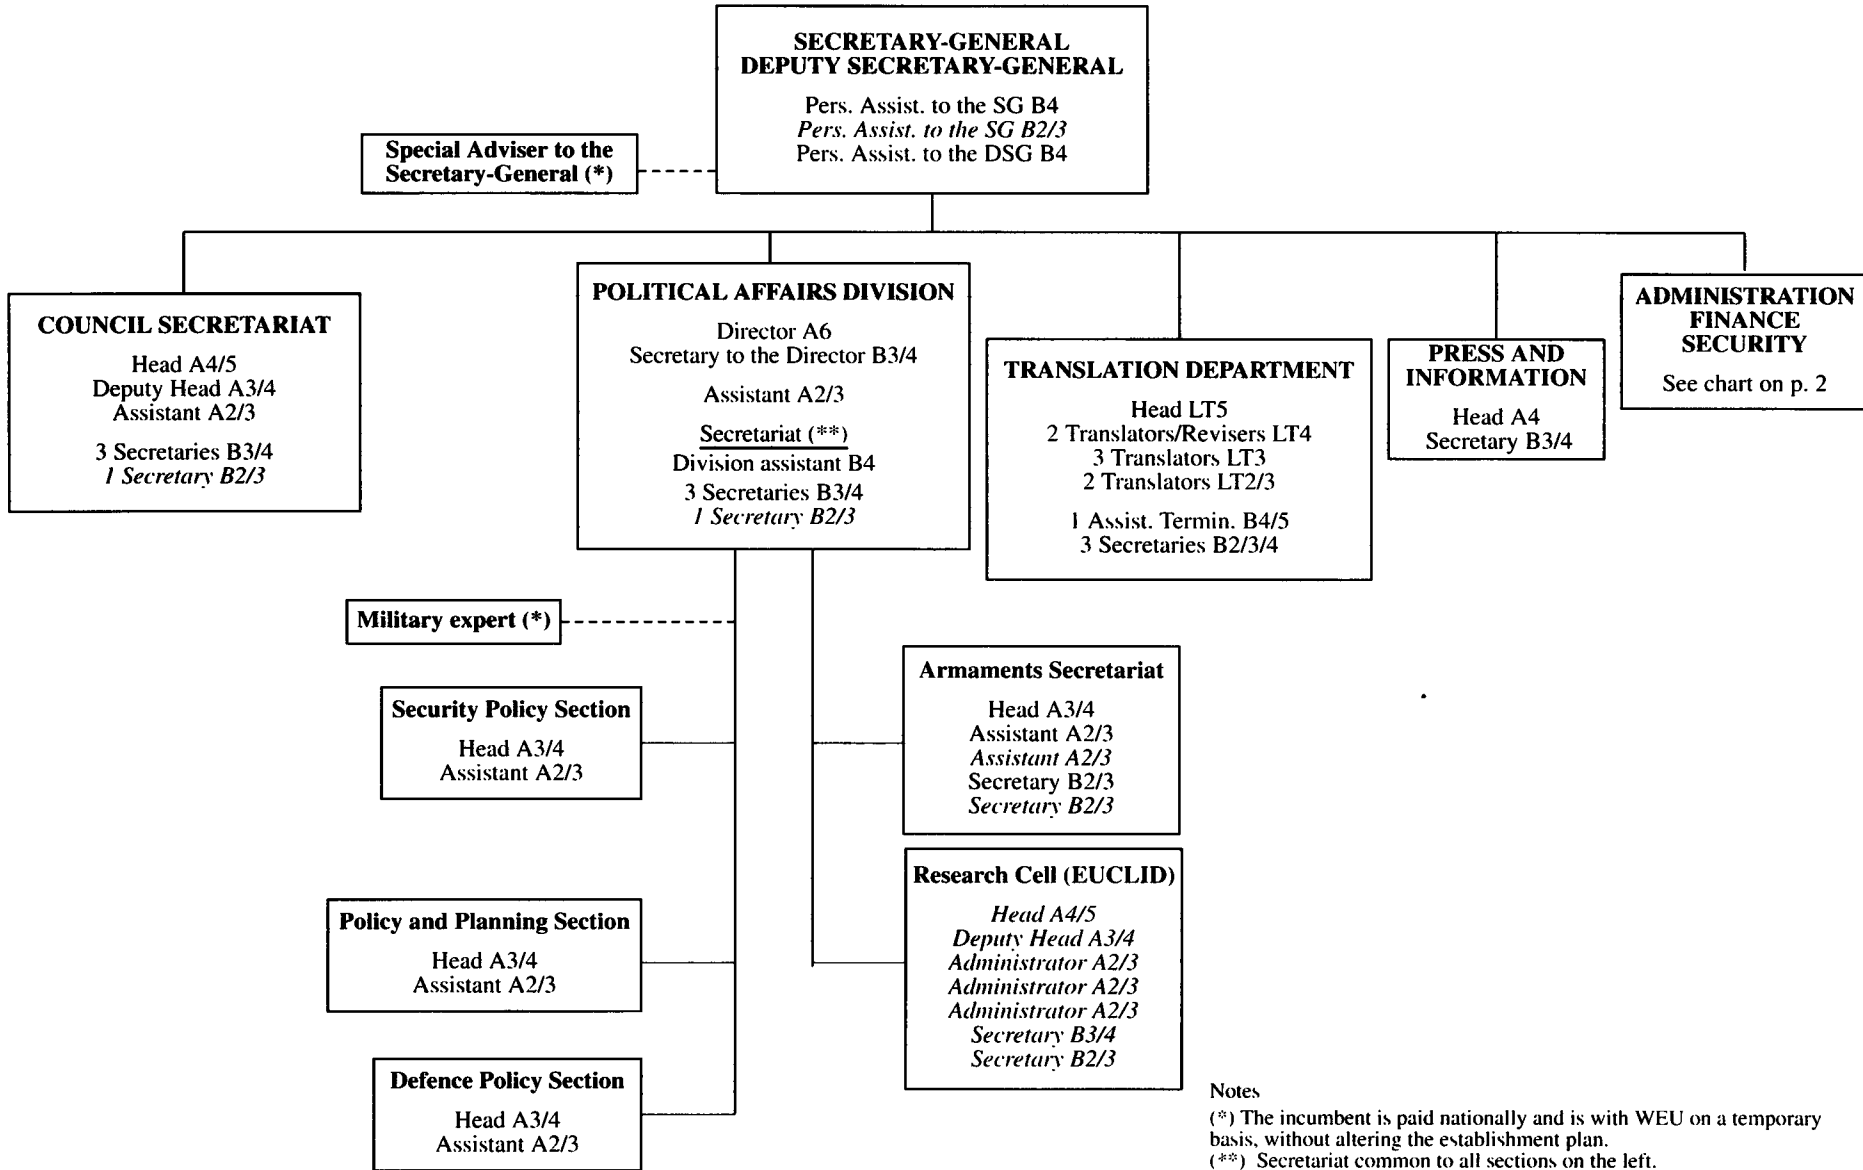 SECRETARY-GENERAL
DEPUTY SECRETARY-GENERAL
Pers. Assist. to the SG B4
Pers. Assist. to the SG B2/3
Pers. Assist. to the DSG B4
Special Adviser to the
Secretary-General (*)
COUNCIL SECRETARIAT
Head A4/5
Deputy Head A3/4
Assistant A2/3
3 Secretaries B3/4
1 Secretary B2/3
POLITICAL AFFAIRS DIVISION
Director A6
Secretary to the Director B3/4
Assistant A2/3
Secretariat (**)
Division assistant B4
3 Secretaries B3/4
1 Secretary B2/3
TRANSLATION DEPARTMENT
Head LT5
2 Translators/Revisers LT4
3 Translators LT3
2 Translators LT2/3
1 Assist. Termin. B4/5
3 Secretaries B2/3/4
PRESS AND
INFORMATION
Head A4
Secretary B3/4
ADMINISTRATION
FINANCE
SECURITY
See chart on p. 2
Military expert (*)
Security Policy Section
Head A3/4
Assistant A2/3
Policy and Planning Section
Head A3/4
Assistant A2/3
Defence Policy Section
Head A3/4
Assistant A2/3
Armaments Secretariat
Head A3/4
Assistant A2/3
Assistant A2/3
Secretary B2/3
Secretary B2/3
Research Cell (EUCLID)
Head A4/5
Deputy Head A3/4
Administrator A2/3
Administrator A2/3
Administrator A2/3
Secretary B3/4
Secretary B2/3
Notes
(*) The incumbent is paid nationally and is with WEU on a temporary
basis, without altering the establishment plan.
(**) Secretariat common to all sections on the left.